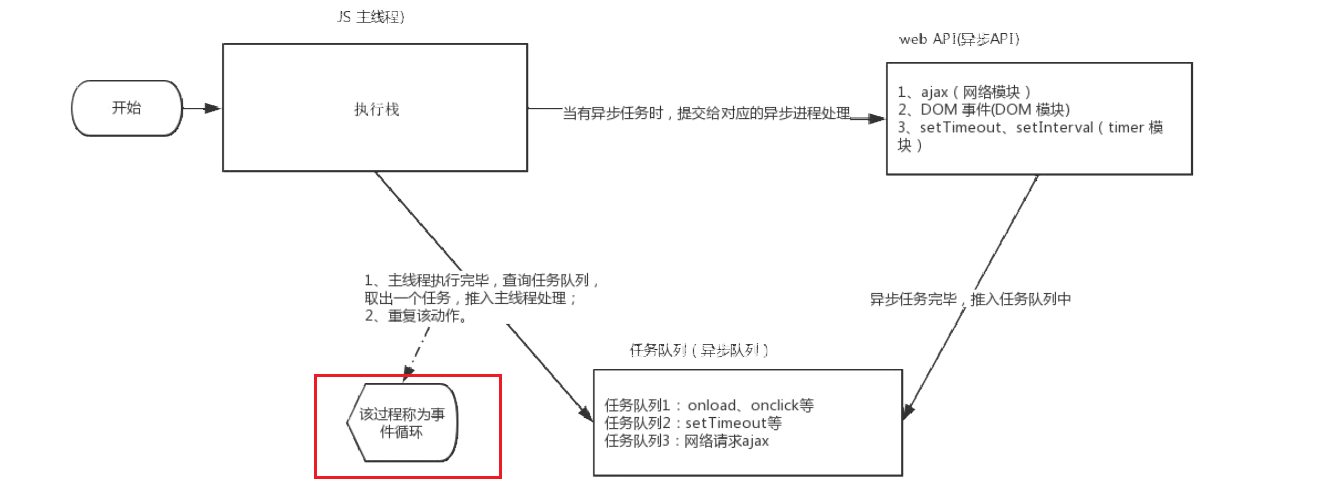 JS 主线程)
web API(异步API)
开始
执行栈
当有异步任务时，提交给对应的异步进程处理
1、ajax（网络模块）
2、DOM 事件(DOM 模块)
3、setTimeout、setInterval（timer 模
块）
1、主线程执行完毕，查询任务队列，
取出一个任务，推入主线程处理；
2、重复该动作。
异步任务完毕，推入任务队列中
任务队列（异步队列）
该过程称为事
件循环
任务队列1：onload、onclick等
任务队列2：setTimeout等
任务队列3：网络请求ajax